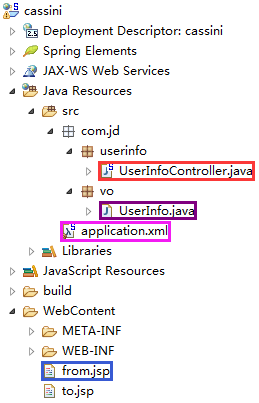 cassini
Deployment Descriptor: cassini
Spring Elements
JAX-WS Web Services
Java Resources
src
com.jd
userinfo
UserInfoController.java
vo
UserInfo.java
application.xml
Libraries
JavaScript Resources
build
WebContent
META-INF
WEB-INF
from.jsp
to.jsp